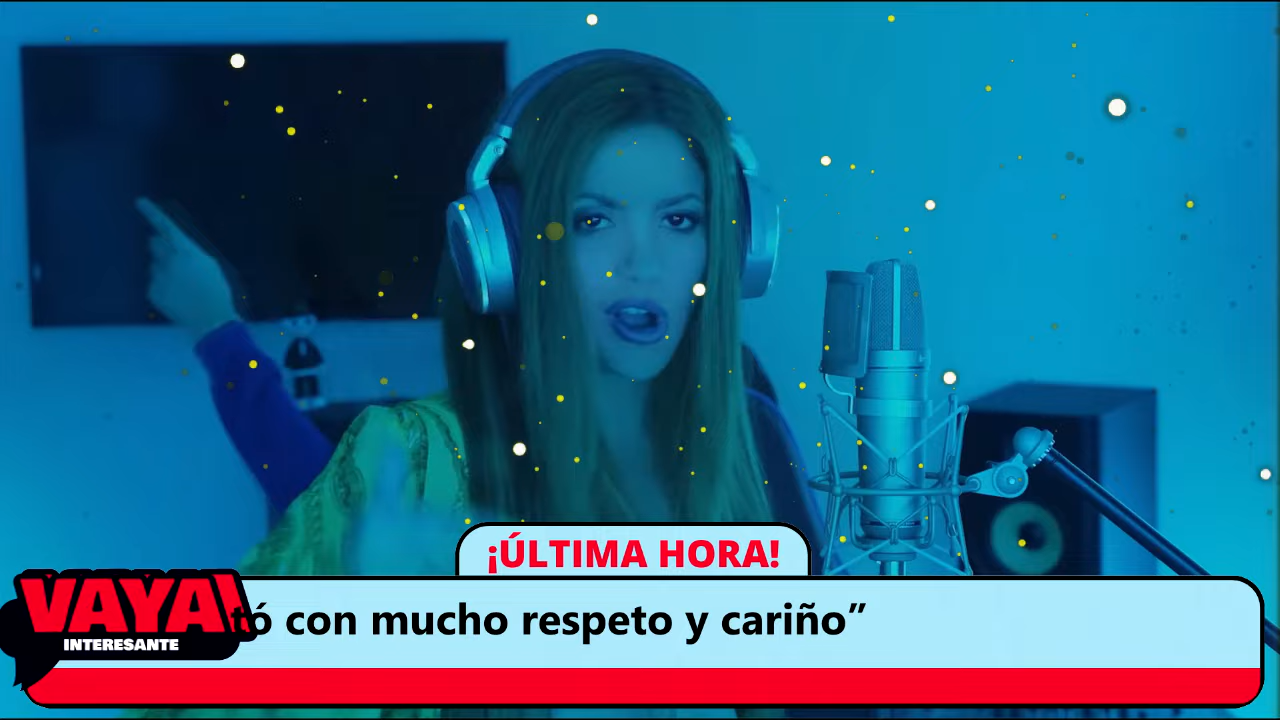 ¡ÚLTIMA HORA!
tó con mucho respeto y cariño”
VAYA!
INTERESANTE